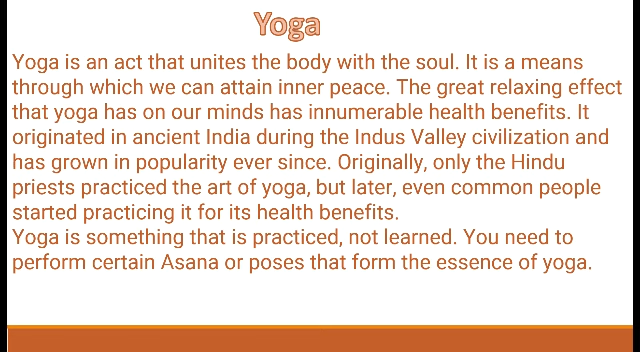 Yoga
Yoga is an act that unites the body with the soul. It is a means
through which we can attain inner peace. The great relaxing effect
that yoga has on our minds has innumerable health benefits. It
originated in ancient India during the Indus Valley civilization and
has grown in popularity ever since. Originally, only the Hindu
priests practiced the art of yoga, but later, even common people
started practicing it for its health benefits.
Yoga is something that is practiced, not learned. You need to
perform certain Asana or poses that form the essence of yoga.